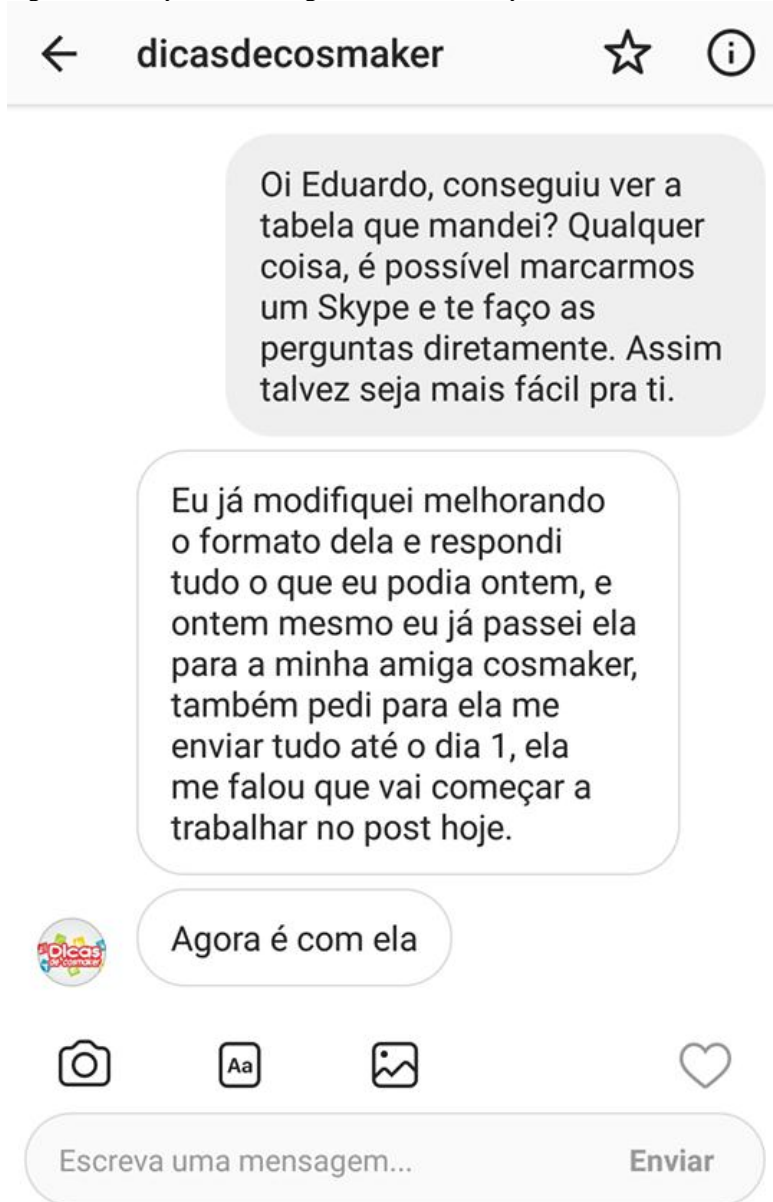 dicasdecosmaker
Oi Eduardo, conseguiu ver a
tabela que mandei? Qualquer
coisa, é possível marcarmos
um Skype e te faço as
perguntas diretamente. Assim
talvez seja mais fácil pra ti.
Eu já modifiquei melhorando
o formato dela e respondi
tudo o que eu podia ontem, e
ontem mesmo eu já passei ela
para a minha amiga cosmaker,
também pedi para ela me
enviar tudo até o dia 1, ela
me falou que vai começar a
trabalhar no post hoje.
Agora é com ela
Dicas
de cosmaker
Aa
Escreva uma mensagem... Enviar